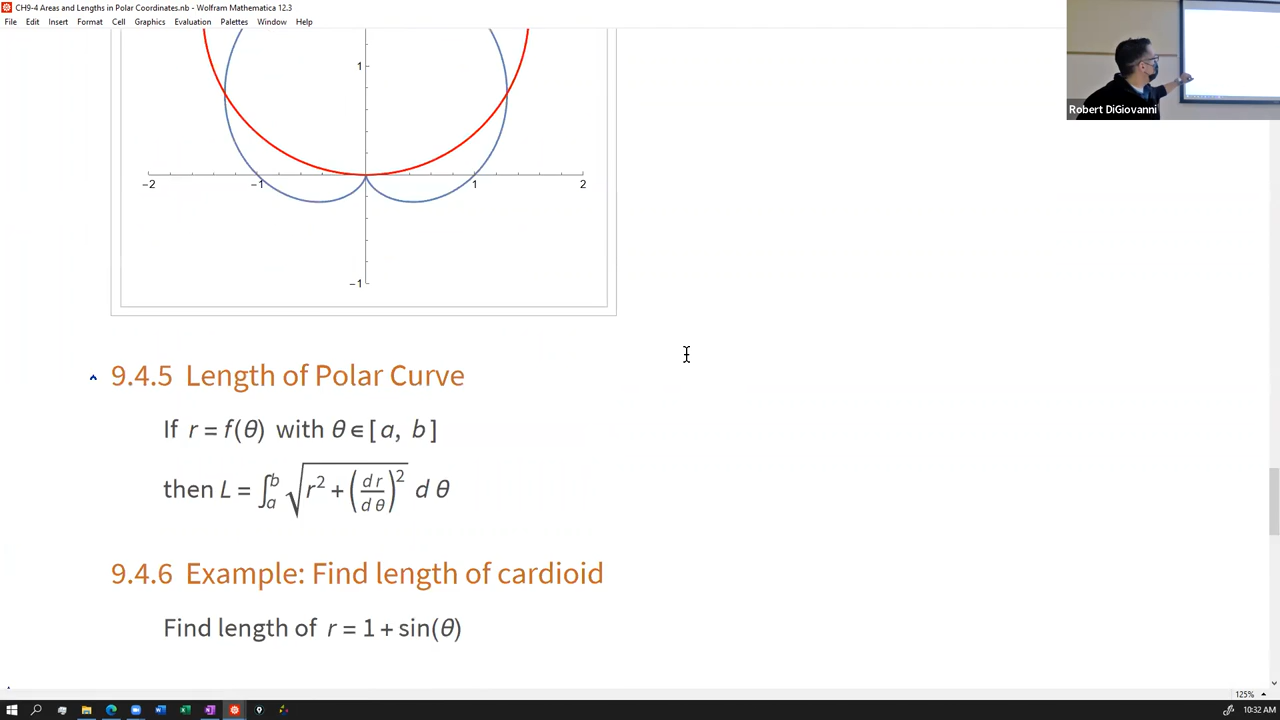 CH9-4 Areas and Lengths in Polar Coordinates.nb - Wolfram Mathematica 12.3
File Edit Insert Format Cell Graphics Evaluation Palettes Window Help
Robert DiGiovanni
1
-2 -1 1 2
-1
9.4.5 Length of Polar Curve
If r = f(θ) with θ ∈ [a, b]
then L = ∫_a^b √(r² + (dr/dθ)²) d θ
9.4.6 Example: Find length of cardioid
Find length of r = 1 + sin(θ)
125%
10:32 AM